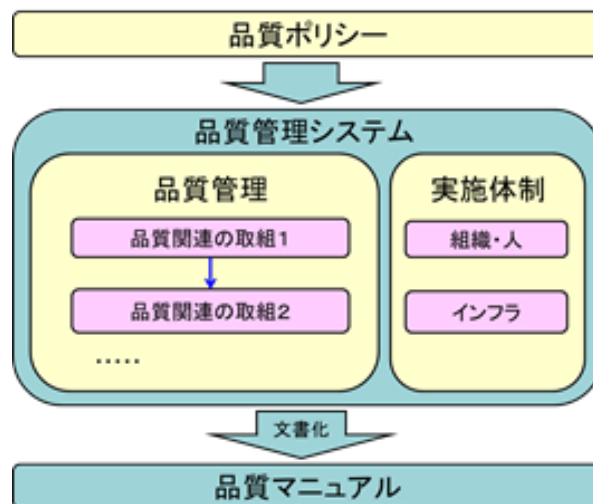 品質ポリシー
品質管理システム
品質管理
品質関連の取組1
品質関連の取組2
.....
実施体制
組織・人
インフラ
文書化
品質マニュアル